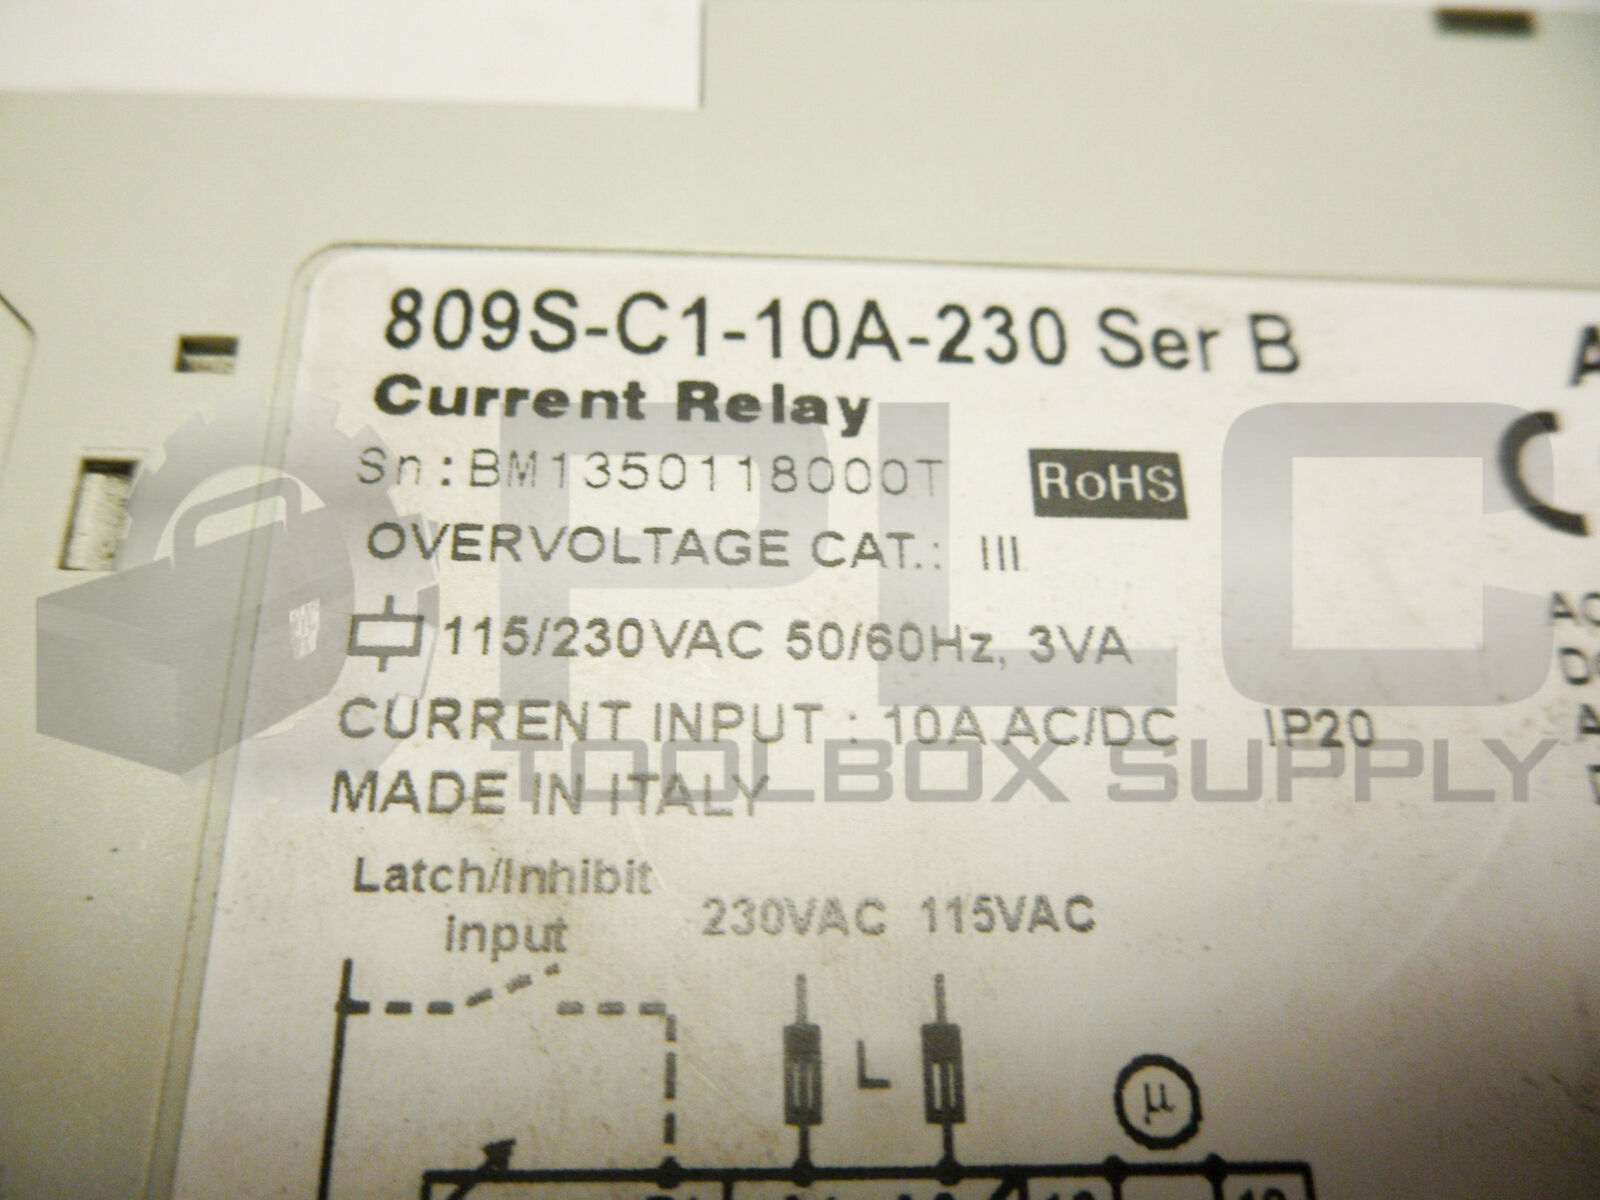 809S-C1-10A-230 Ser B
Current Relay
Sn:BM1350118000T
RoHS
OVERVOLTAGE CAT.: III
115/230VAC 50/60Hz, 3VA
CURRENT INPUT : 10A AC/DC IP20
MADE IN ITALY
Latch/Inhibit
input
230VAC 115VAC
L
µ
PLC
TOOLBOX SUPPLY